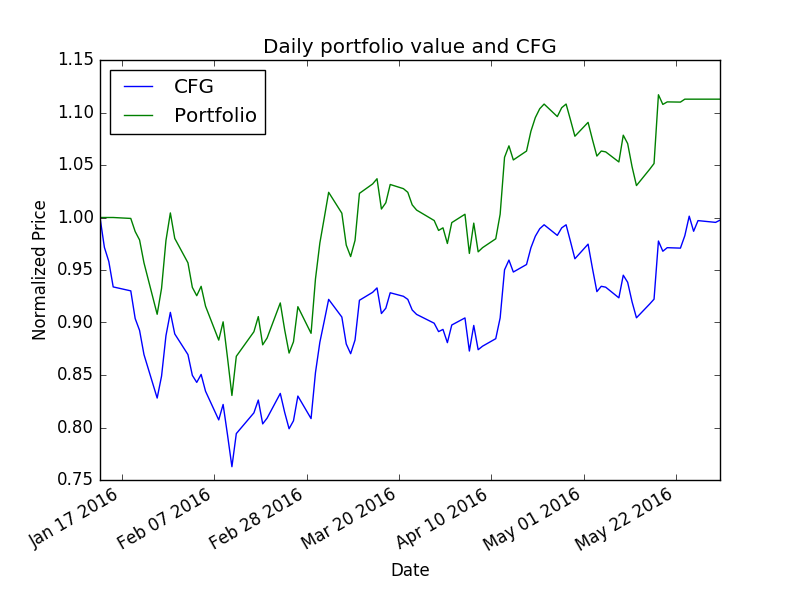 Daily portfolio value and CFG
CFG
Portfolio
1.15
1.10
1.05
1.00
0.95
0.90
0.85
0.80
0.75
Normalized Price
Jan 17 2016
Feb 07 2016
Feb 28 2016
Mar 20 2016
Apr 10 2016
May 01 2016
May 22 2016
Date